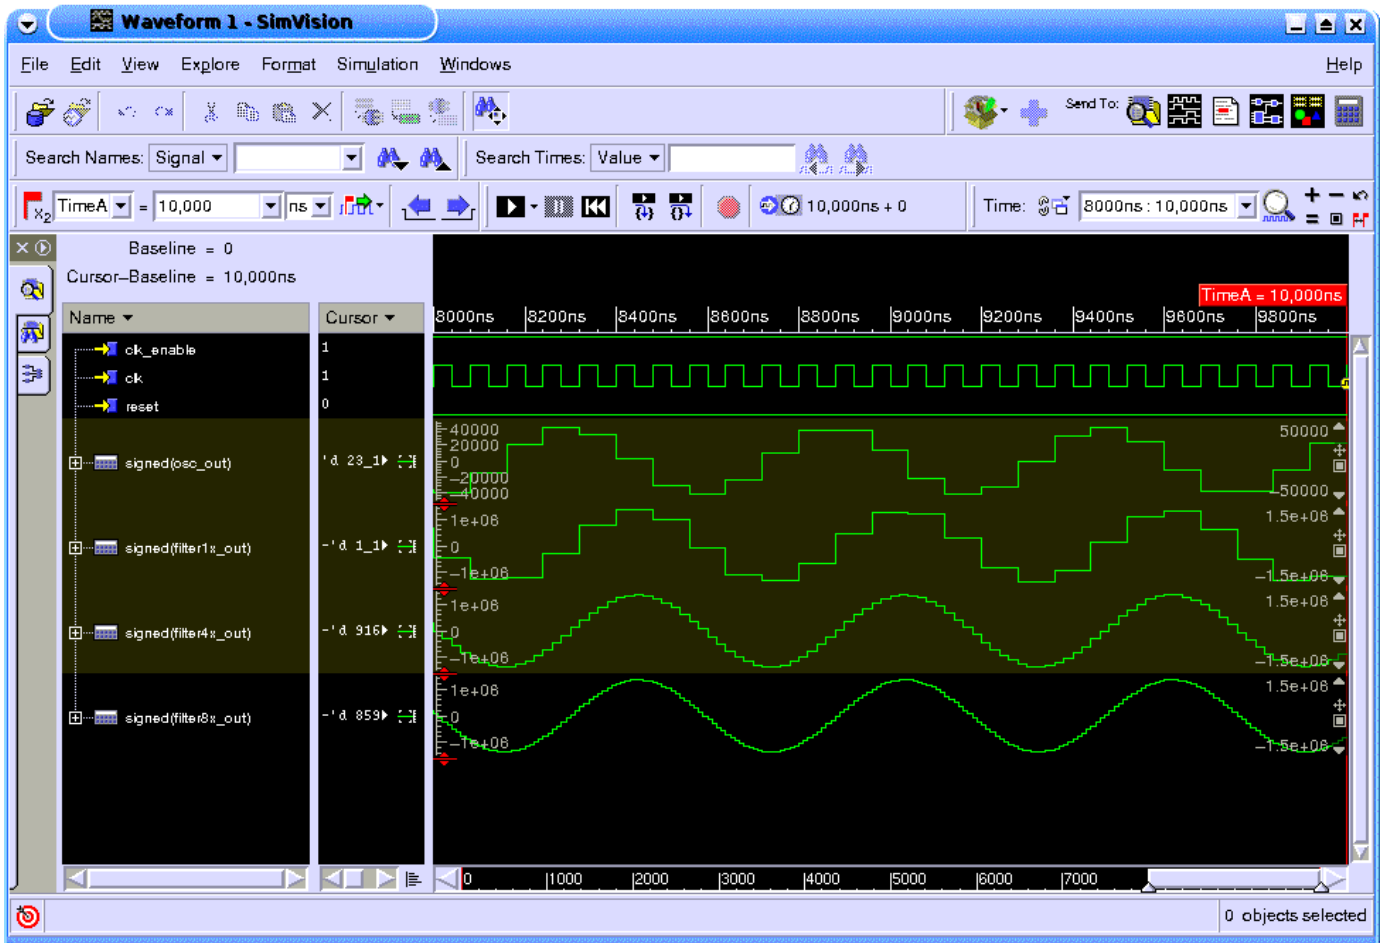 Waveform 1 - SimVision
File Edit View Explore Format Simulation Windows Help
Send To:
Search Names: Signal Search Times: Value
x2 TimeA = 10,000 ns 10,000ns + 0 Time: 8000ns : 10,000ns
Baseline = 0
Cursor-Baseline = 10,000ns
TimeA = 10,000ns
Name Cursor 8000ns 8200ns 8400ns 8600ns 8800ns 9000ns 9200ns 9400ns 9600ns 9800ns
clk_enable 1
clk 1
reset 0
40000 50000
20000
signed(osc_out) 'd 23_1 0
-20000
-40000 -50000
1e+06 1.5e+06
signed(filter1x_out) -'d 1_1 0
-1e+06 -1.5e+06
1e+06 1.5e+06
signed(filter4x_out) -'d 916 0
-1e+06 -1.5e+06
1e+06 1.5e+06
signed(filter8x_out) -'d 859 0
-1e+06 -1.5e+06
0 1000 2000 3000 4000 5000 6000 7000
0 objects selected